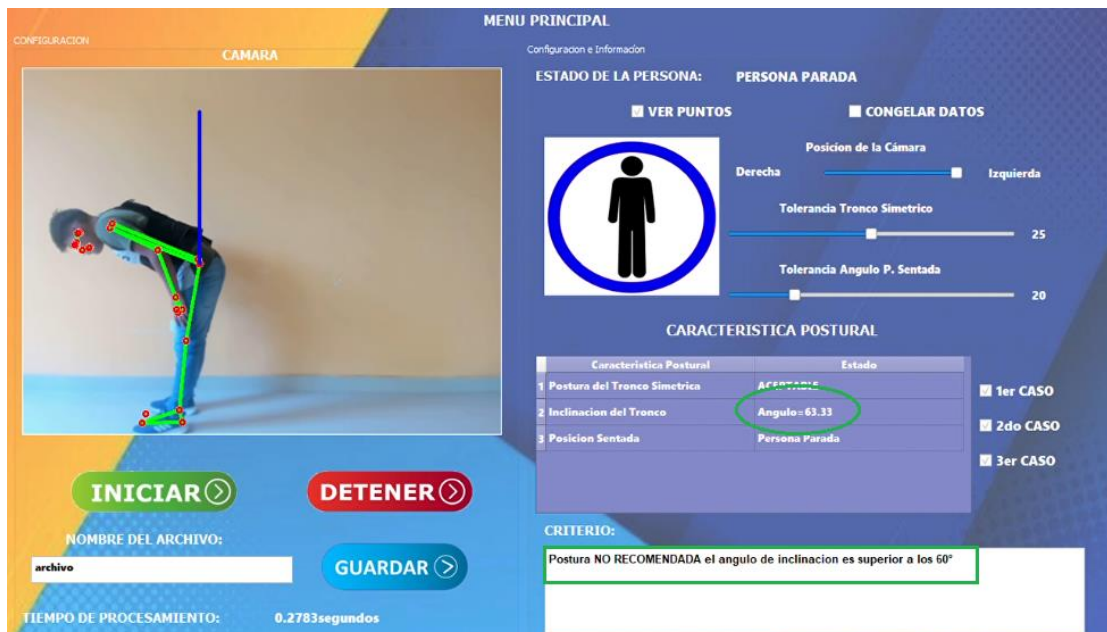 MENU PRINCIPAL
CONFIGURACION
CAMARA
Configuracion e Informacion
ESTADO DE LA PERSONA: PERSONA PARADA
VER PUNTOS
CONGELAR DATOS
Posicion de la Cámara
Derecha
Izquierda
Tolerancia Tronco Simetrico
25
Tolerancia Angulo P. Sentada
20
CARACTERISTICA POSTURAL
Caracteristica Postural Estado
1 Postura del Tronco Simetrica ACEPTABLE
2 Inclinacion del Tronco Angulo=63.33
3 Posicion Sentada Persona Parada
1er CASO
2do CASO
3er CASO
INICIAR
DETENER
NOMBRE DEL ARCHIVO:
archivo
GUARDAR
TIEMPO DE PROCESAMIENTO: 0.2783segundos
CRITERIO:
Postura NO RECOMENDADA el angulo de inclinacion es superior a los 60°